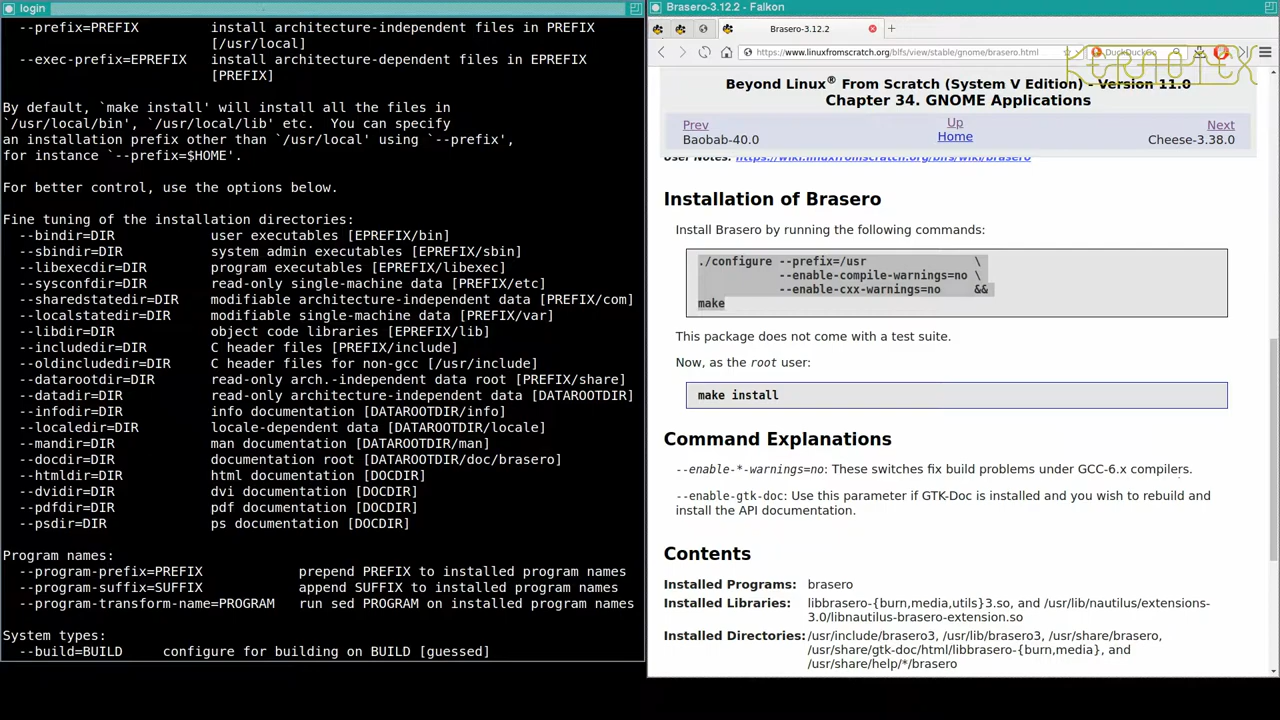 login
--prefix=PREFIX         install architecture-independent files in PREFIX
[/usr/local]
--exec-prefix=EPREFIX   install architecture-dependent files in EPREFIX
[PREFIX]
By default, `make install' will install all the files in
`/usr/local/bin', `/usr/local/lib' etc.  You can specify
an installation prefix other than `/usr/local' using `--prefix',
for instance `--prefix=$HOME'.
For better control, use the options below.
Fine tuning of the installation directories:
--bindir=DIR            user executables [EPREFIX/bin]
--sbindir=DIR           system admin executables [EPREFIX/sbin]
--libexecdir=DIR        program executables [EPREFIX/libexec]
--sysconfdir=DIR        read-only single-machine data [PREFIX/etc]
--sharedstatedir=DIR    modifiable architecture-independent data [PREFIX/com]
--localstatedir=DIR     modifiable single-machine data [PREFIX/var]
--libdir=DIR            object code libraries [EPREFIX/lib]
--includedir=DIR        C header files [PREFIX/include]
--oldincludedir=DIR     C header files for non-gcc [/usr/include]
--datarootdir=DIR       read-only arch.-independent data root [PREFIX/share]
--datadir=DIR           read-only architecture-independent data [DATAROOTDIR]
--infodir=DIR           info documentation [DATAROOTDIR/info]
--localedir=DIR         locale-dependent data [DATAROOTDIR/locale]
--mandir=DIR            man documentation [DATAROOTDIR/man]
--docdir=DIR            documentation root [DATAROOTDIR/doc/brasero]
--htmldir=DIR           html documentation [DOCDIR]
--dvidir=DIR            dvi documentation [DOCDIR]
--pdfdir=DIR            pdf documentation [DOCDIR]
--psdir=DIR             ps documentation [DOCDIR]
Program names:
--program-prefix=PREFIX            prepend PREFIX to installed program names
--program-suffix=SUFFIX            append SUFFIX to installed program names
--program-transform-name=PROGRAM   run sed PROGRAM on installed program names
System types:
--build=BUILD     configure for building on BUILD [guessed]
Brasero-3.12.2 - Falkon
Brasero-3.12.2
https://www.linuxfromscratch.org/blfs/view/stable/gnome/brasero.html
DuckDuckGo
KERNOTEX
Beyond Linux® From Scratch (System V Edition) - Version 11.0
Chapter 34. GNOME Applications
Prev Up Next
Baobab-40.0 Home Cheese-3.38.0
User Notes: https://wiki.linuxfromscratch.org/blfs/wiki/brasero
Installation of Brasero
Install Brasero by running the following commands:
./configure --prefix=/usr               \
--enable-compile-warnings=no \
--enable-cxx-warnings=no     &&
make
This package does not come with a test suite.
Now, as the root user:
make install
Command Explanations
--enable-*-warnings=no: These switches fix build problems under GCC-6.x compilers.
--enable-gtk-doc: Use this parameter if GTK-Doc is installed and you wish to rebuild and
install the API documentation.
Contents
Installed Programs: brasero
Installed Libraries: libbrasero-{burn,media,utils}3.so, and /usr/lib/nautilus/extensions-
3.0/libnautilus-brasero-extension.so
Installed Directories: /usr/include/brasero3, /usr/lib/brasero3, /usr/share/brasero,
/usr/share/gtk-doc/html/libbrasero-{burn,media}, and
/usr/share/help/*/brasero